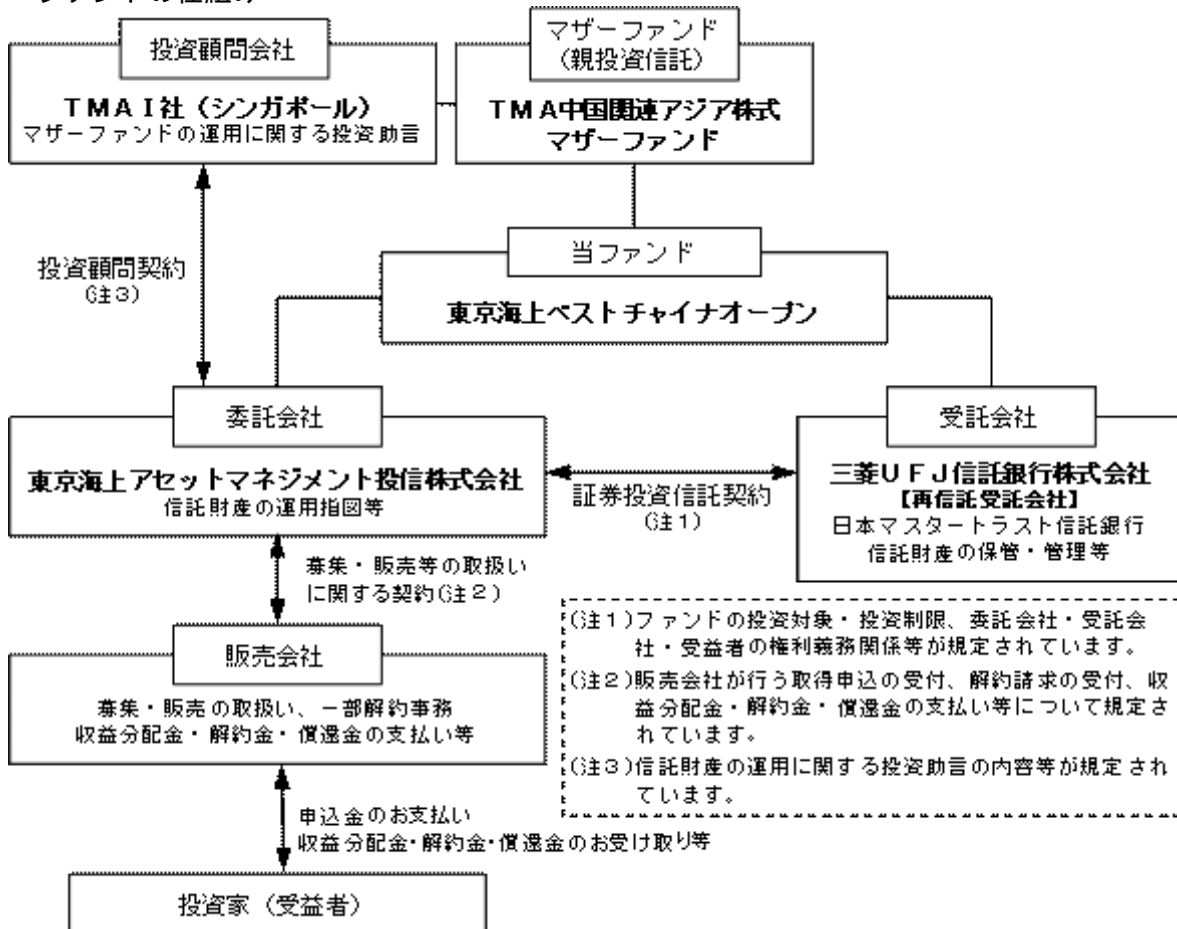 ファンドの仕組み
投資顧問会社
TMAI社（シンガポール）
マザーファンドの運用に関する投資助言
マザーファンド
（親投資信託）
TMA中国関連アジア株式
マザーファンド
当ファンド
東京海上ベストチャイナオープン
投資顧問契約
（注3）
委託会社
東京海上アセットマネジメント投信株式会社
信託財産の運用指図等
証券投資信託契約
（注1）
受託会社
三菱UFJ信託銀行株式会社
【再信託受託会社】
日本マスタートラスト信託銀行
信託財産の保管・管理等
募集・販売等の取扱い
に関する契約（注2）
販売会社
募集・販売の取扱い、一部解約事務
収益分配金・解約金・償還金の支払い等
（注1）ファンドの投資対象・投資制限、委託会社・受託会
社・受益者の権利義務関係等が規定されています。
（注2）販売会社が行う取得申込の受付、解約請求の受付、収
益分配金・解約金・償還金の支払い等について規定さ
れています。
（注3）信託財産の運用に関する投資助言の内容等が規定され
ています。
申込金のお支払い
収益分配金・解約金・償還金のお受け取り等
投資家（受益者）